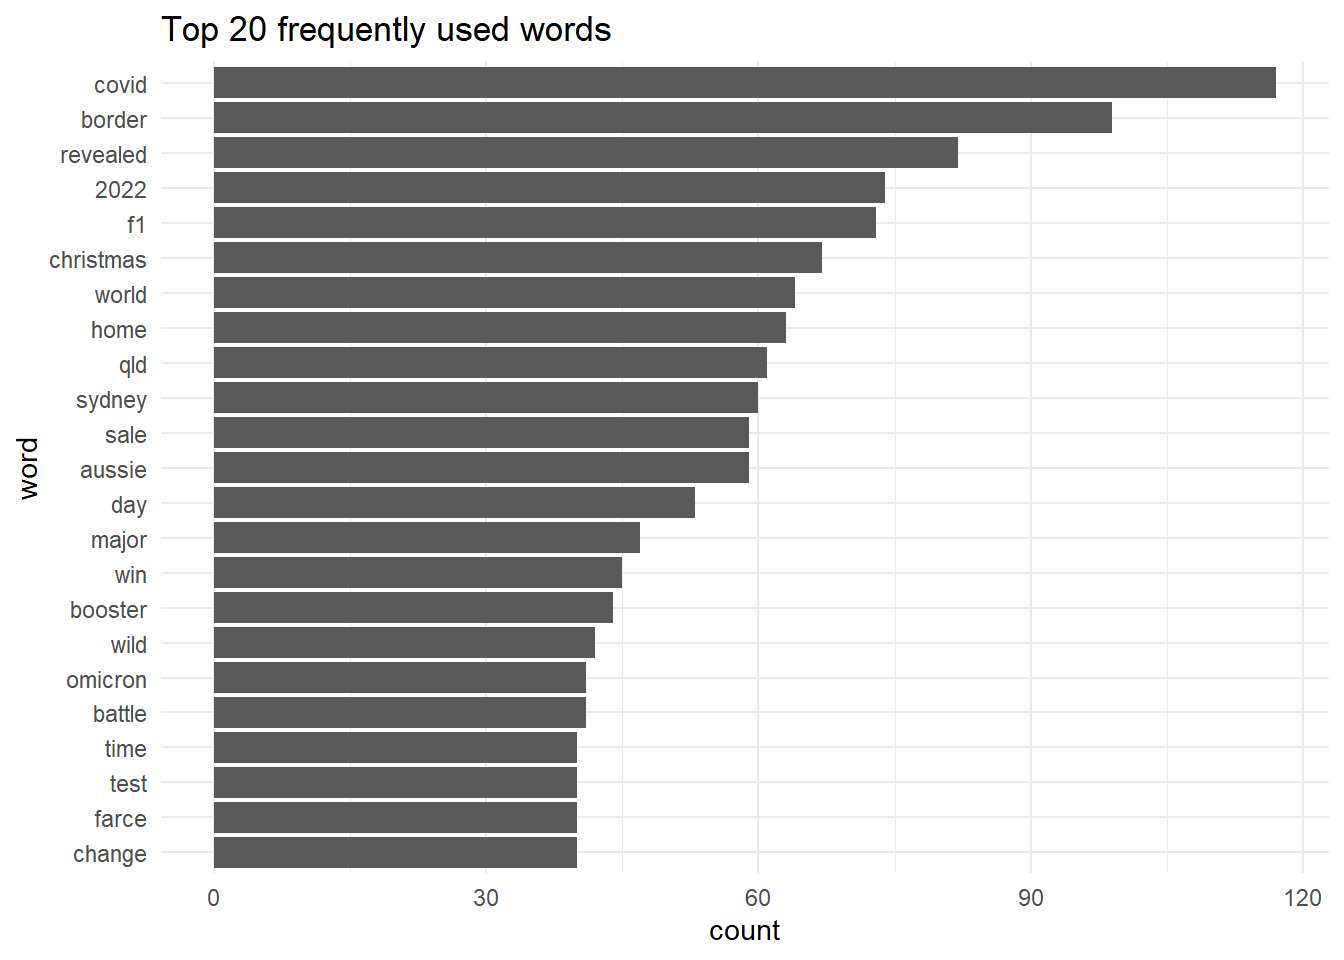 Top 20 frequently used words
word
covid
border
revealed
2022
f1
christmas
world
home
qld
sydney
sale
aussie
day
major
win
booster
wild
omicron
battle
time
test
farce
change
0 30 60 90 120
count